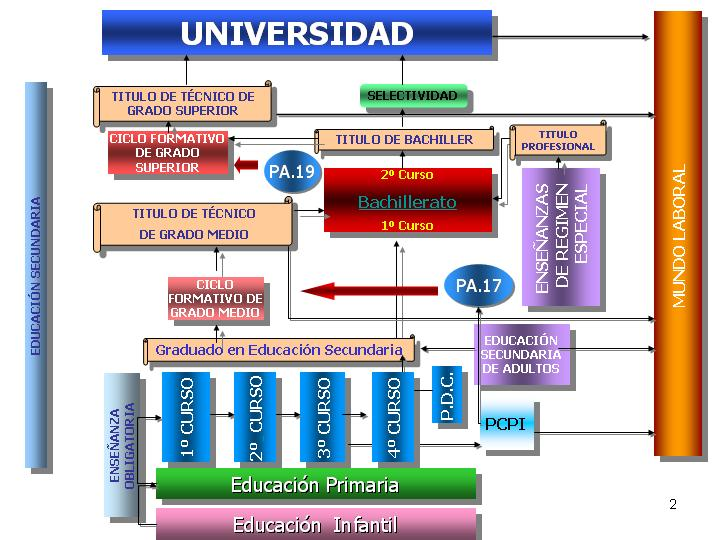 UNIVERSIDAD
TITULO DE TÉCNICO DE
GRADO SUPERIOR
SELECTIVIDAD
CICLO FORMATIVO
DE GRADO
SUPERIOR
TITULO DE BACHILLER
TITULO
PROFESIONAL
PA.19
2º Curso
Bachillerato
1º Curso
TITULO DE TÉCNICO
DE GRADO MEDIO
ENSEÑANZAS
DE REGIMEN
ESPECIAL
MUNDO LABORAL
EDUCACIÓN SECUNDARIA
CICLO
FORMATIVO DE
GRADO MEDIO
PA.17
Graduado en Educación Secundaria
EDUCACIÓN
SECUNDARIA
DE ADULTOS
ENSEÑANA
OBLIGATORIA
1º CURSO
2º CURSO
3º CURSO
4º CURSO
P.D.C.
PCPI
Educación Primaria
Educación Infantil
2